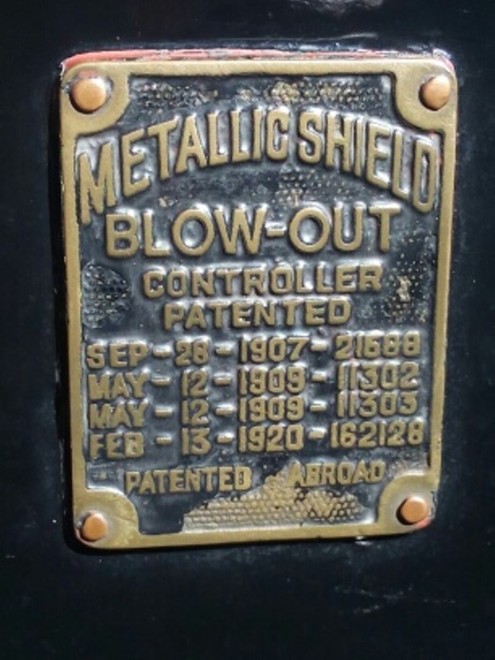 METALLIC SHIELD
BLOW-OUT
CONTROLLER
PATENTED
SEP-28-1907-21688
MAY-12-1909-11302
MAY-12-1909-11303
FEB-13-1920-162128
PATENTED ABROAD